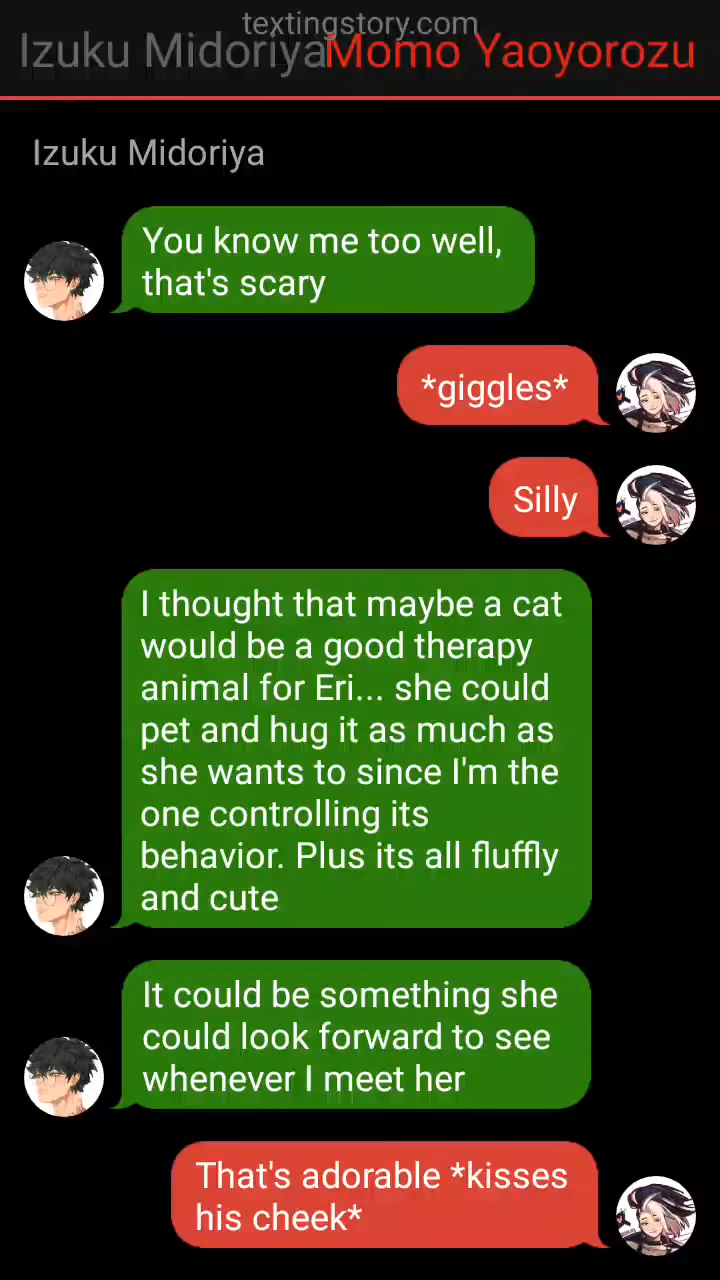 textingstory.com
Izuku Midoriya Momo Yaoyorozu
Izuku Midoriya
You know me too well,
that's scary
*giggles*
Silly
I thought that maybe a cat
would be a good therapy
animal for Eri... she could
pet and hug it as much as
she wants to since I'm the
one controlling its
behavior. Plus its all fluffly
and cute
It could be something she
could look forward to see
whenever I meet her
That's adorable *kisses
his cheek*